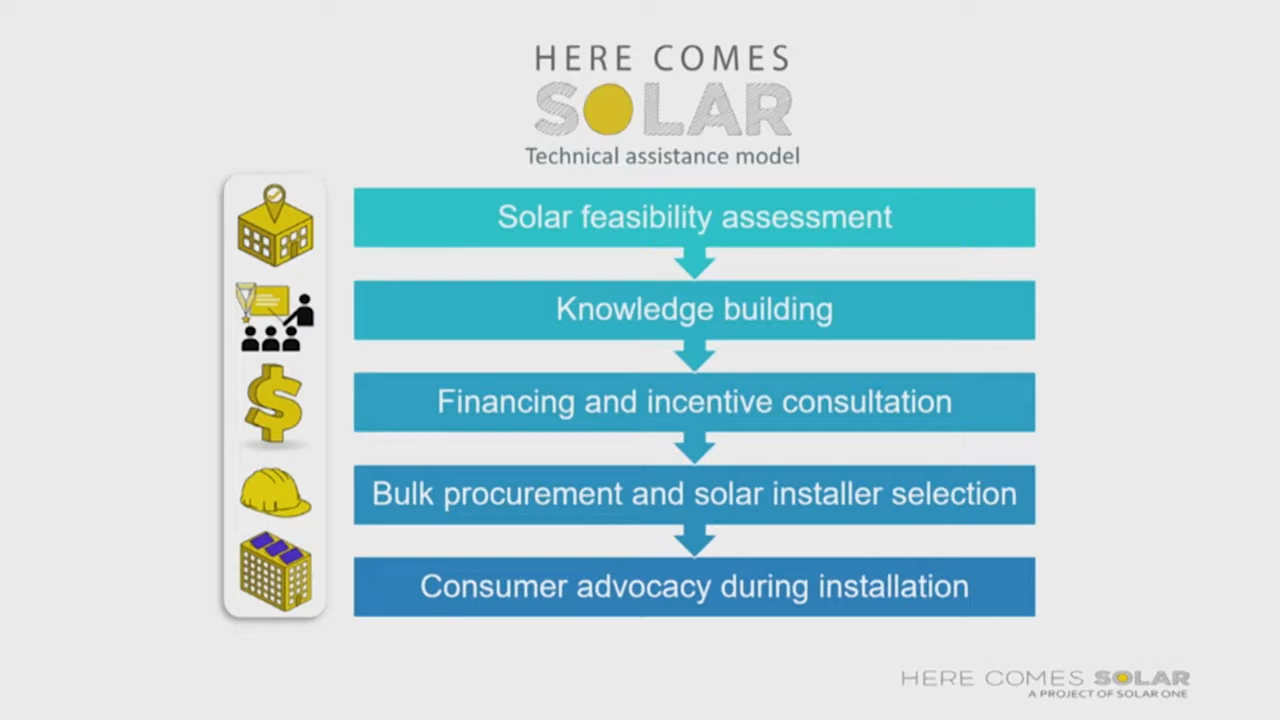 HERE COMES
SOLAR
Technical assistance model
Solar feasibility assessment
Knowledge building
Financing and incentive consultation
Bulk procurement and solar installer selection
Consumer advocacy during installation
HERE COMES SOLAR
A PROJECT OF SOLAR ONE